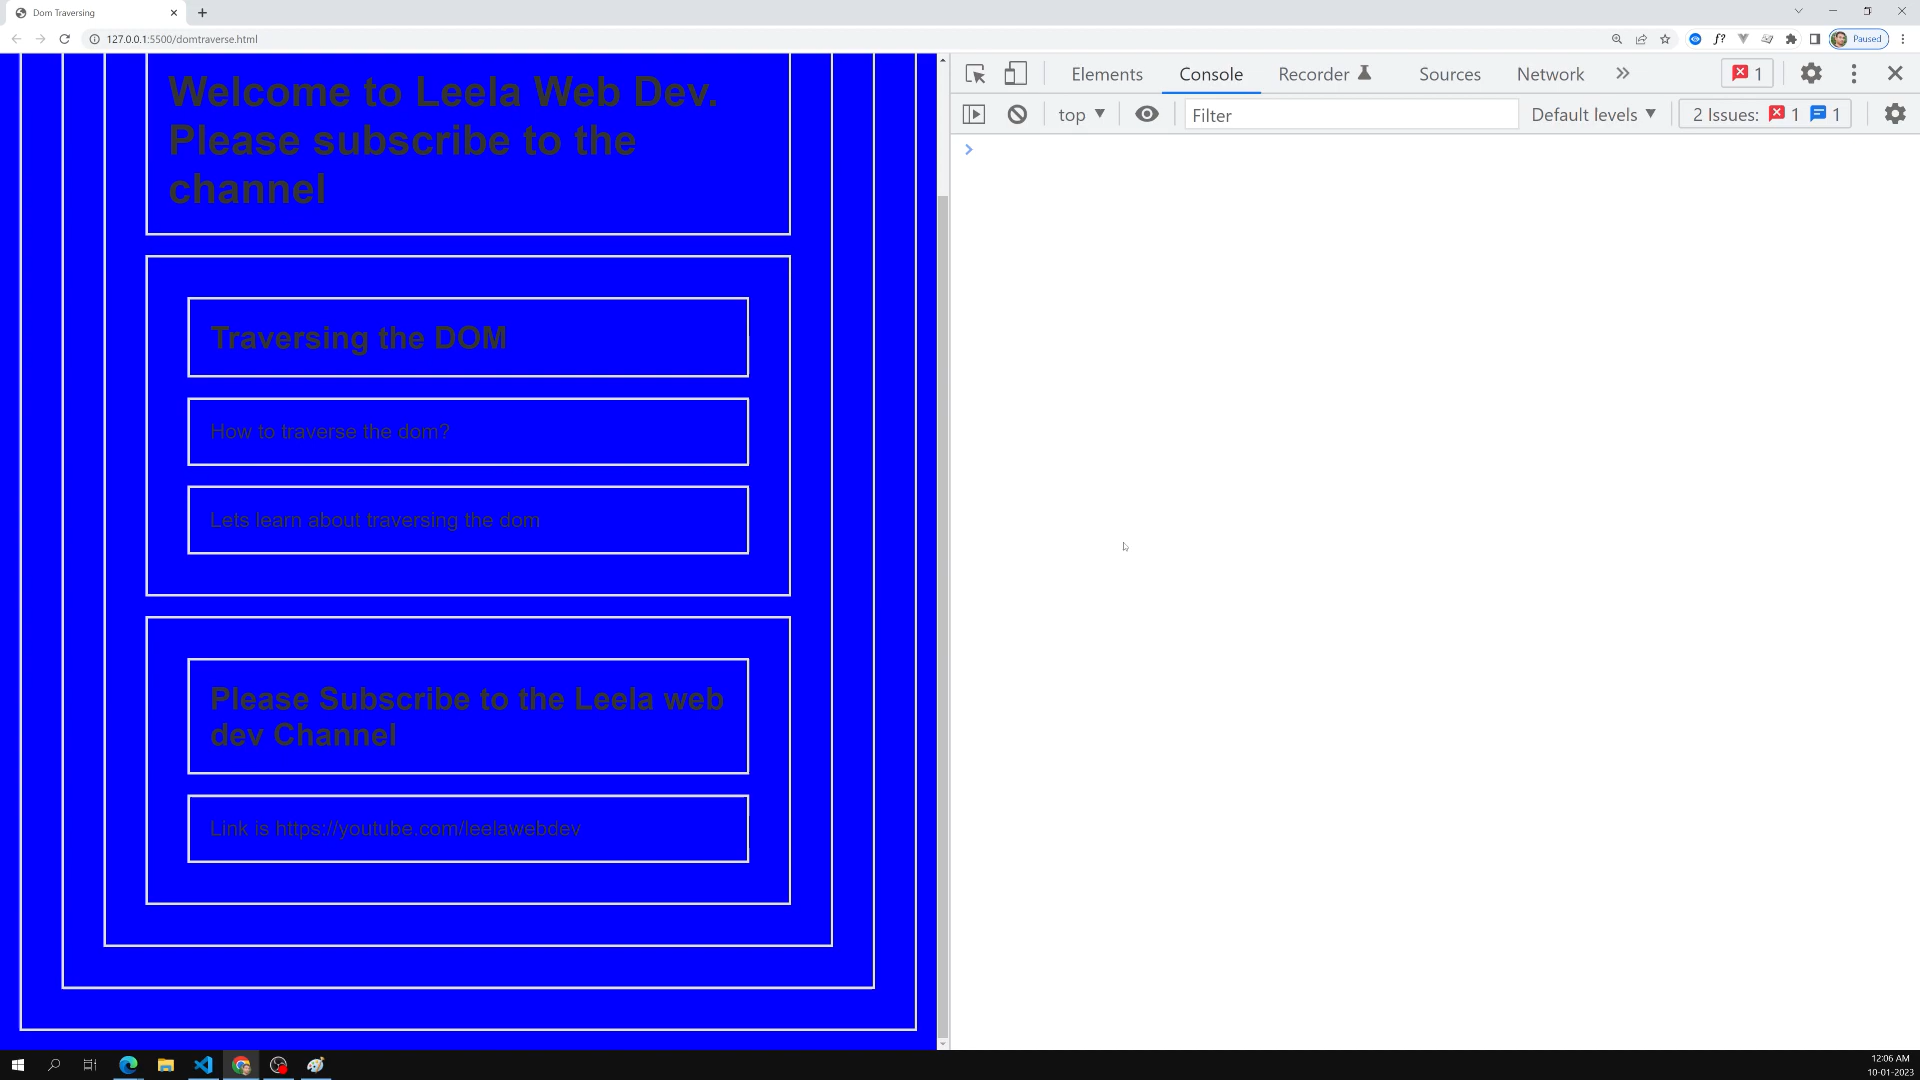 Dom Traversing
127.0.0.1:5500/domtraverse.html
f?
Paused
Welcome to Leela Web Dev.
Please subscribe to the
channel
Traversing the DOM
How to traverse the dom?
Lets learn about traversing the dom
Please Subscribe to the Leela web
dev Channel
Link is https://youtube.com/leelawebdev
Elements Console Recorder Sources Network 1
top Filter Default levels 2 Issues: 1 1
12:06 AM
10-01-2023